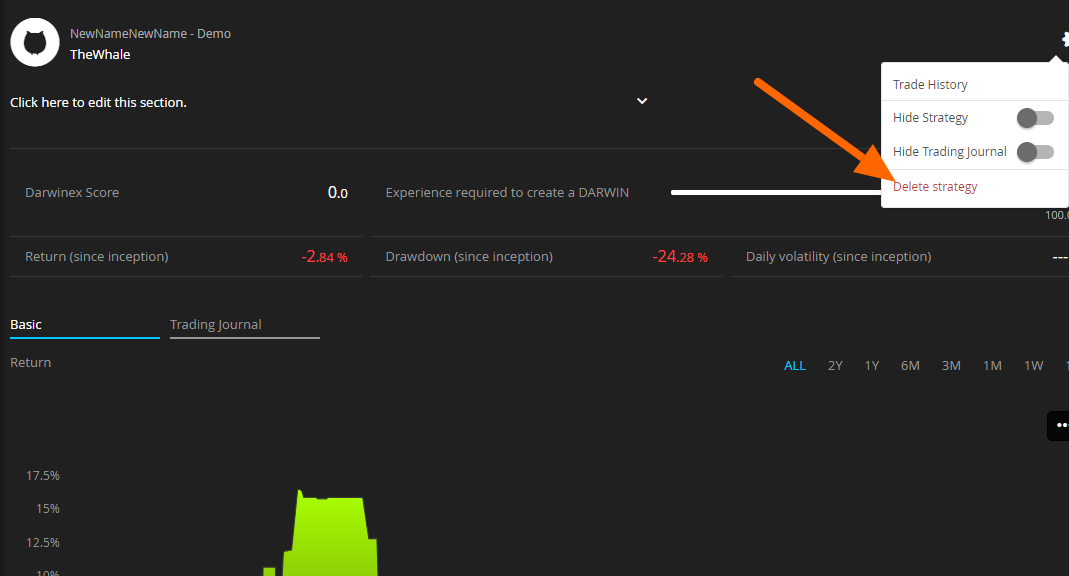 NewNameNewName - Demo
TheWhale
Click here to edit this section.
Trade History
Hide Strategy
Hide Trading Journal
Delete strategy
Darwinex Score 0.0 Experience required to create a DARWIN
100.0
Return (since inception) -2.84 % Drawdown (since inception) -24.28 % Daily volatility (since inception) ---
Basic Trading Journal
Return
ALL 2Y 1Y 6M 3M 1M 1W
17.5%
15%
12.5%
10%